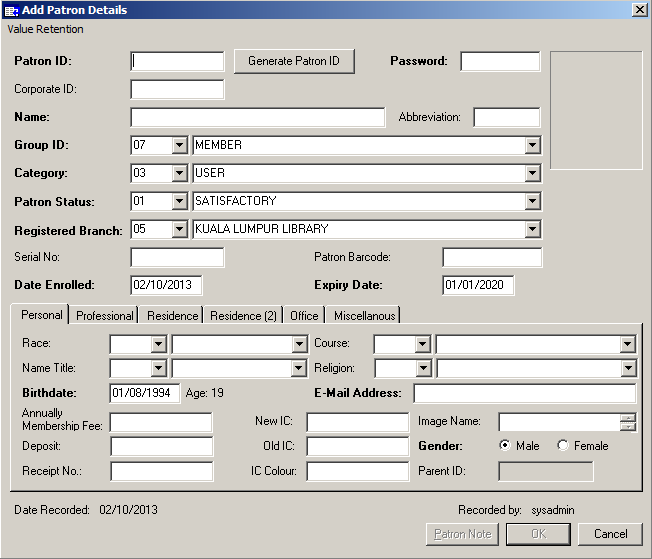 Add Patron Details
Value Retention
Patron ID: Generate Patron ID Password:
Corporate ID:
Name: Abbreviation:
Group ID: 07 MEMBER
Category: 03 USER
Patron Status: 01 SATISFACTORY
Registered Branch: 05 KUALA LUMPUR LIBRARY
Serial No: Patron Barcode:
Date Enrolled: 02/10/2013 Expiry Date: 01/01/2020
Personal Professional Residence Residence (2) Office Miscellanous
Race: Course:
Name Title: Religion:
Birthdate: 01/08/1994 Age: 19 E-Mail Address:
Annually
Membership Fee: New IC: Image Name:
Deposit: Old IC: Gender: Male Female
Receipt No.: IC Colour: Parent ID:
Date Recorded: 02/10/2013 Recorded by: sysadmin
Patron Note OK Cancel